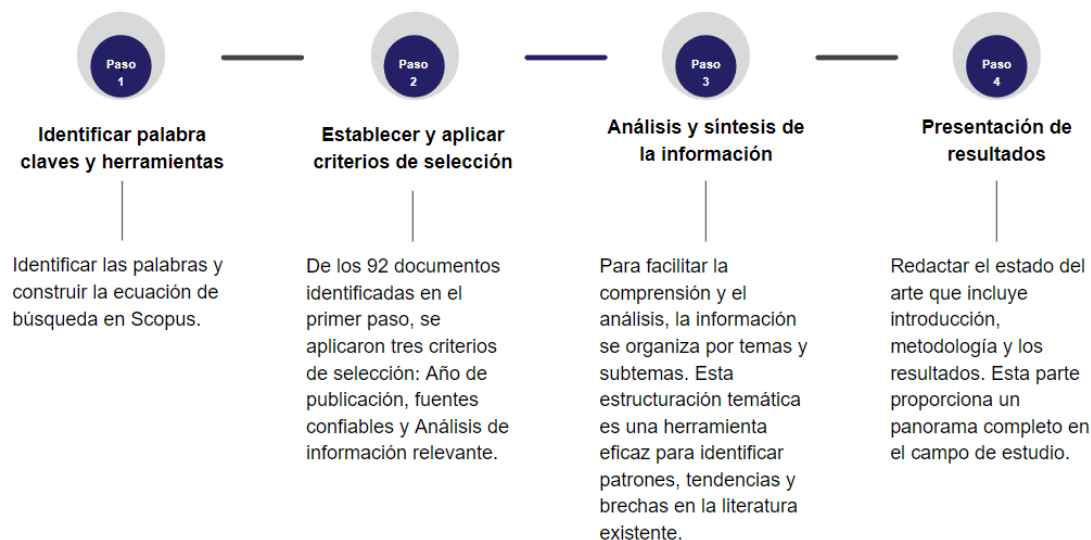 Paso
1
Identificar palabra
claves y herramientas
Identificar las palabras y
construir la ecuación de
búsqueda en Scopus.
Paso
2
Establecer y aplicar
criterios de selección
De los 92 documentos
identificadas en el
primer paso, se
aplicaron tres criterios
de selección: Año de
publicación, fuentes
confiables y Análisis de
información relevante.
Paso
3
Análisis y síntesis de
la información
Para facilitar la
comprensión y el
análisis, la información
se organiza por temas y
subtemas. Esta
estructuración temática
es una herramienta
eficaz para identificar
patrones, tendencias y
brechas en la literatura
existente.
Paso
4
Presentación de
resultados
Redactar el estado del
arte que incluye
introducción,
metodología y los
resultados. Esta parte
proporciona un
panorama completo en
el campo de estudio.